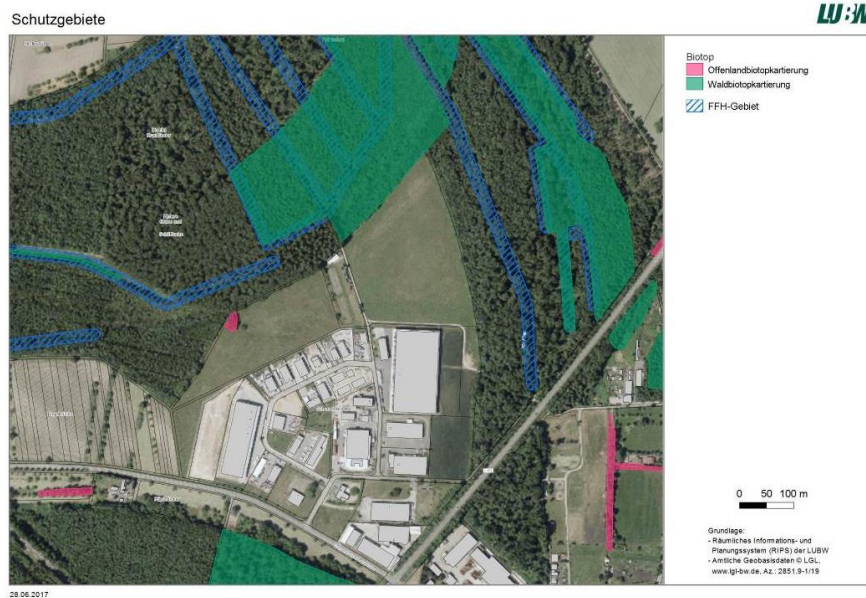 Schutzgebiete
LUBW
Biotop
Offenlandbiotopkartierung
Waldbiotopkartierung
FFH-Gebiet
0 50 100 m
Grundlage:
- Räumliches Informations- und
Planungssystem (RIPS) der LUBW
- Amtliche Geobasisdaten © LGL,
www.lgl-bw.de, Az.: 2851.9-1/19
28.06.2017